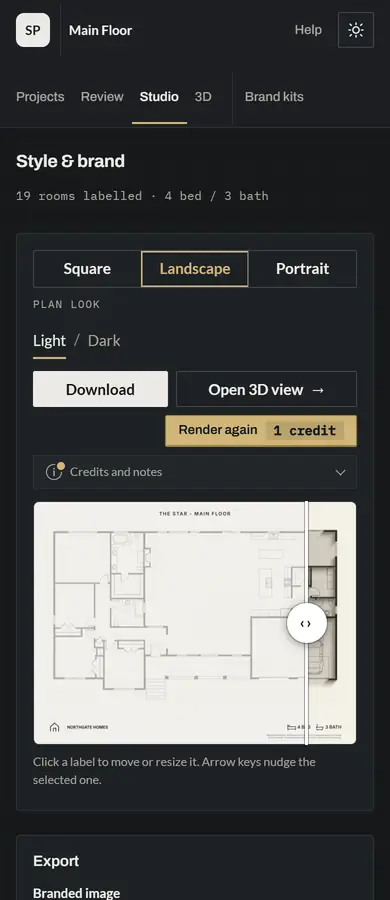 SP
Main Floor
Help
Projects
Review
Studio
3D
Brand kits
Style & brand
19 rooms labelled · 4 bed / 3 bath
Square
Landscape
Portrait
PLAN LOOK
Light / Dark
Download
Open 3D view →
Render again 1 credit
Credits and notes
THE STAR - MAIN FLOOR
NORTHGATE HOMES
3 BATH
Click a label to move or resize it. Arrow keys nudge the
selected one.
Export
Branded image